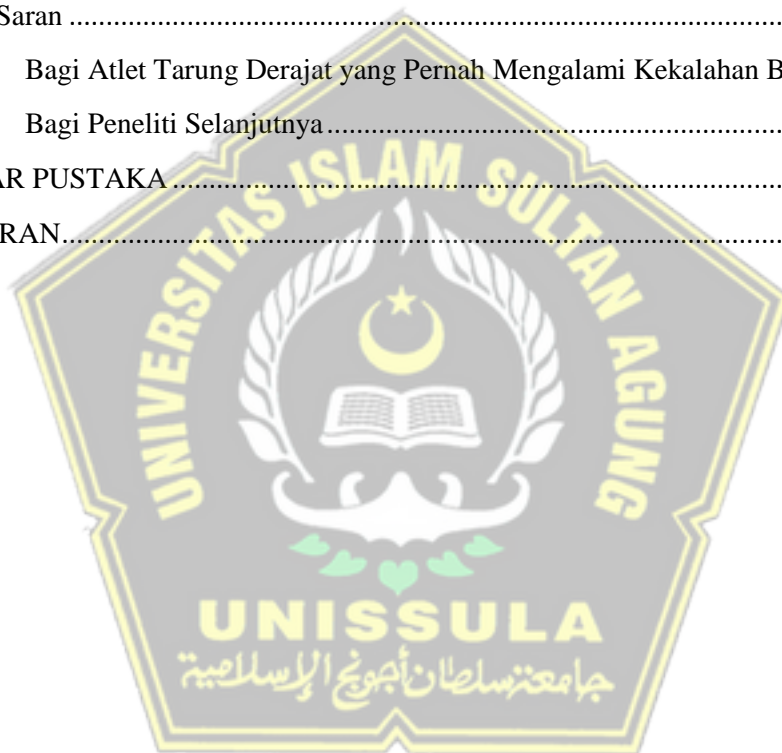 Saran ....................................................................................................
Bagi Atlet Tarung Derajat yang Pernah Mengalami Kekalahan B
Bagi Peneliti Selanjutnya ................................................................
AR PUSTAKA ....................................................................................
RAN....................................................................................................
UNIVERSITAS ISLAM SULTAN AGUNG
UNISSULA
جامعة سلطان أجونج الإسلامية